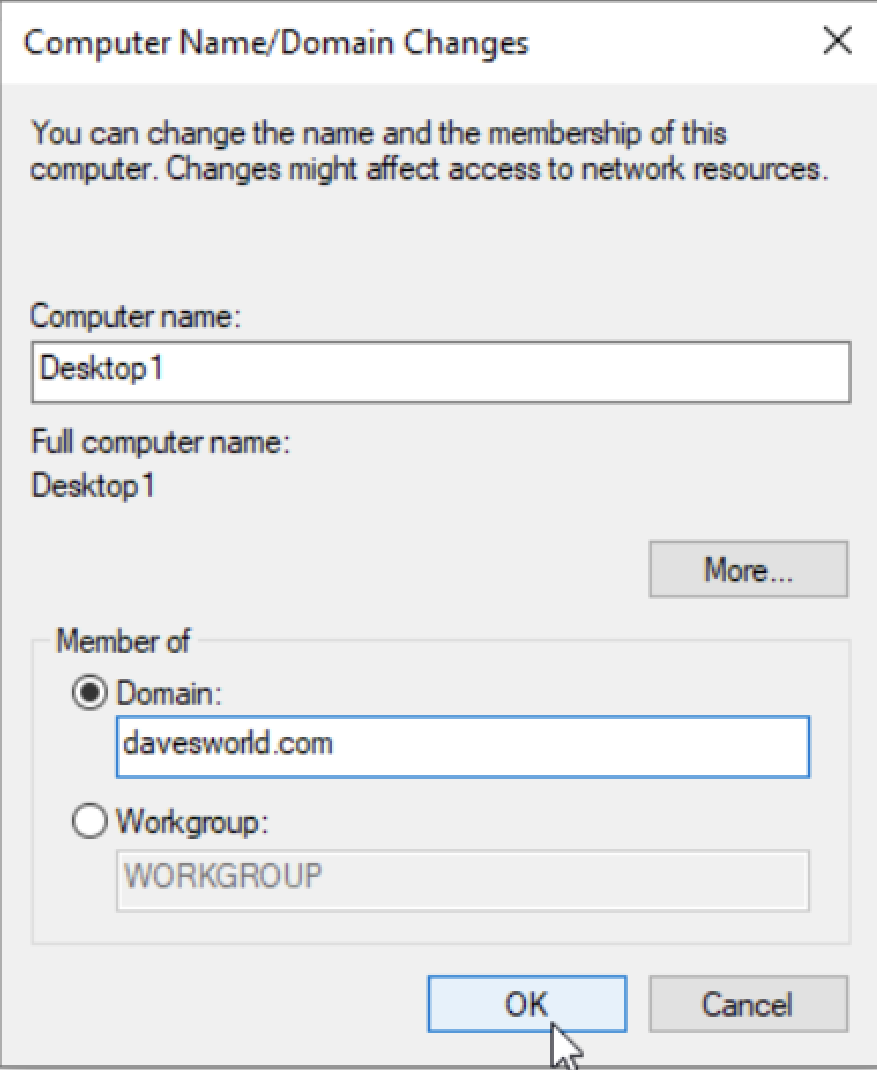 Computer Name/Domain Changes
You can change the name and the membership of this
computer. Changes might affect access to network resources.
Computer name:
Desktop1
Full computer name:
Desktop1
More...
Member of
Domain:
davesworld.com
Workgroup:
WORKGROUP
OK Cancel